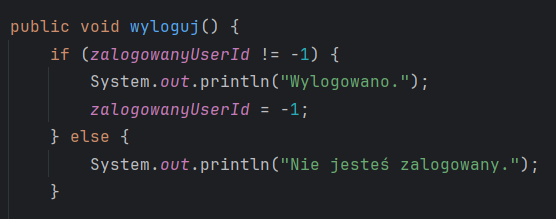 public void wyloguj() {
    if (zalogowanyUserId != -1) {
        System.out.println("Wylogowano.");
        zalogowanyUserId = -1;
    } else {
        System.out.println("Nie jesteś zalogowany.");
    }